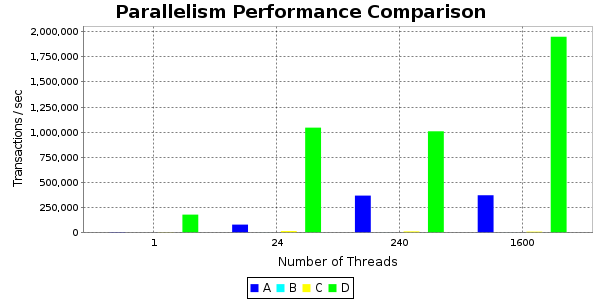 Parallelism Performance Comparison
2,000,000
1,750,000
1,500,000
1,250,000
1,000,000
750,000
500,000
250,000
0
Transactions / sec
1 24 240 1600
Number of Threads
A B C D